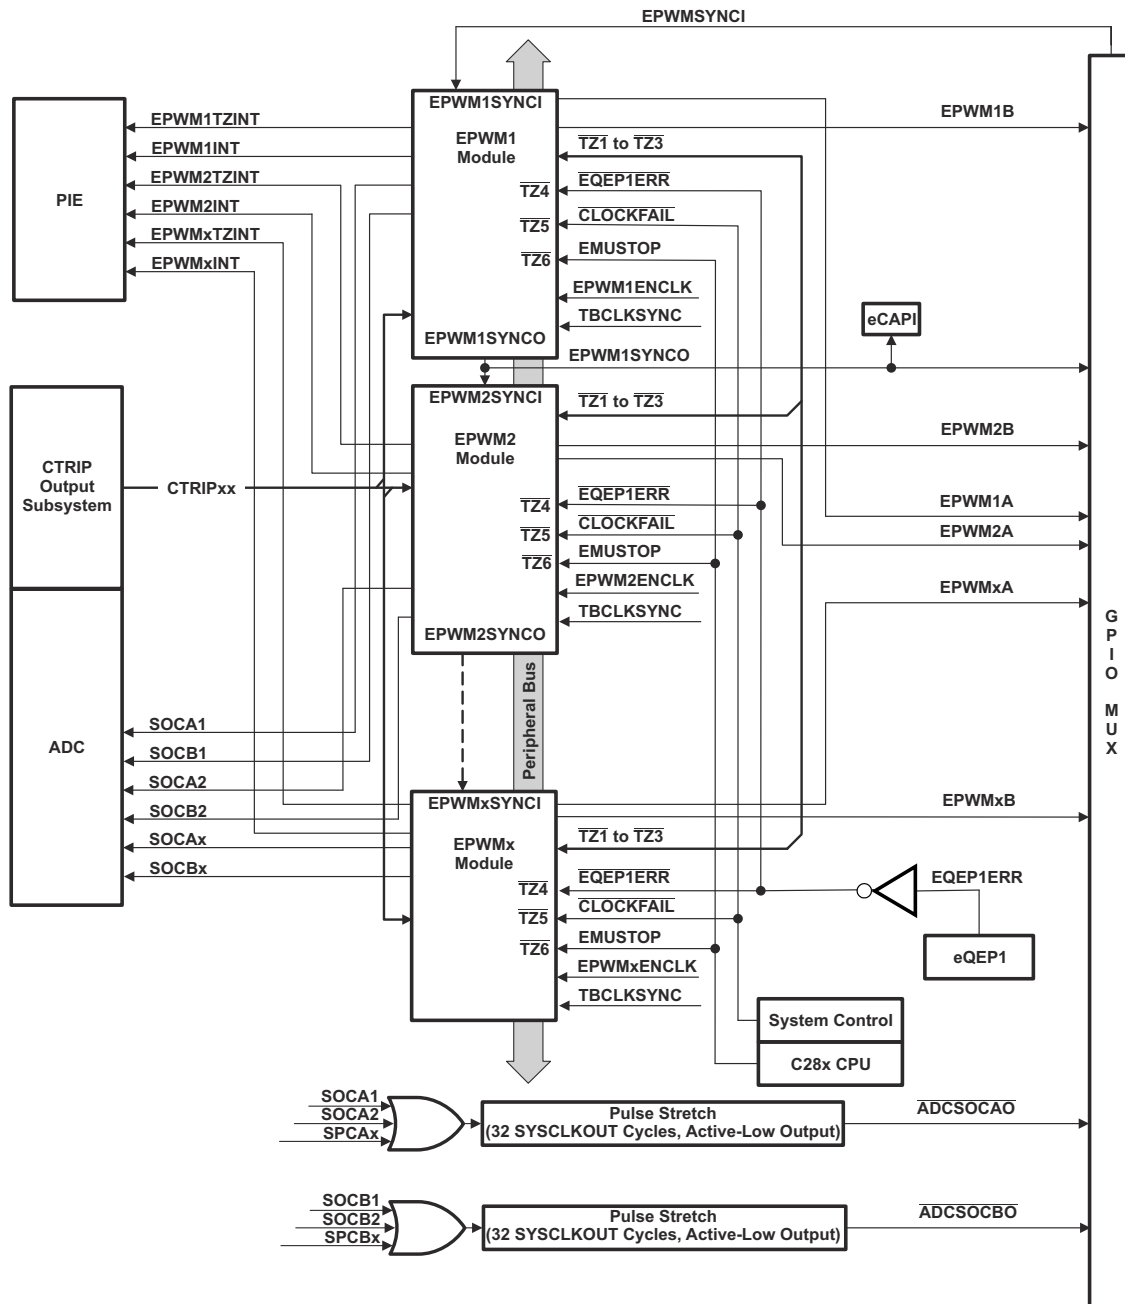 EPWMSYNCI
EPWM1SYNCI
EPWM1TZINT
EPWM1B
EPWM1
Module
EPWM1INT
TZ1 to TZ3
EPWM2TZINT
TZ4
EQEP1ERR
PIE
EPWM2INT
TZ5
CLOCKFAIL
EPWMxTZINT
TZ6
EMUSTOP
EPWMxINT
EPWM1ENCLK
TBCLKSYNC
eCAPI
EPWM1SYNCO
EPWM1SYNCO
EPWM2SYNCI
TZ1 to TZ3
EPWM2B
EPWM2
Module
CTRIP
Output
Subsystem
CTRIPxx
EQEP1ERR
TZ4
EPWM1A
CLOCKFAIL
TZ5
EPWM2A
EMUSTOP
TZ6
EPWM2ENCLK
EPWMxA
TBCLKSYNC
EPWM2SYNCO
GPIO MUX
Peripheral Bus
SOCA1
ADC
SOCB1
SOCA2
SOCB2
SOCAx
SOCBx
EPWMxSYNCI
EPWMxB
EPWMx
Module
TZ1 to TZ3
TZ4
EQEP1ERR
EQEP1ERR
TZ5
CLOCKFAIL
TZ6
EMUSTOP
eQEP1
EPWMxENCLK
TBCLKSYNC
System Control
C28x CPU
SOCA1
SOCA2
SPCAx
Pulse Stretch
(32 SYSCLKOUT Cycles, Active-Low Output)
ADCSOCAO
SOCB1
SOCB2
SPCBx
Pulse Stretch
(32 SYSCLKOUT Cycles, Active-Low Output)
ADCSOCBO